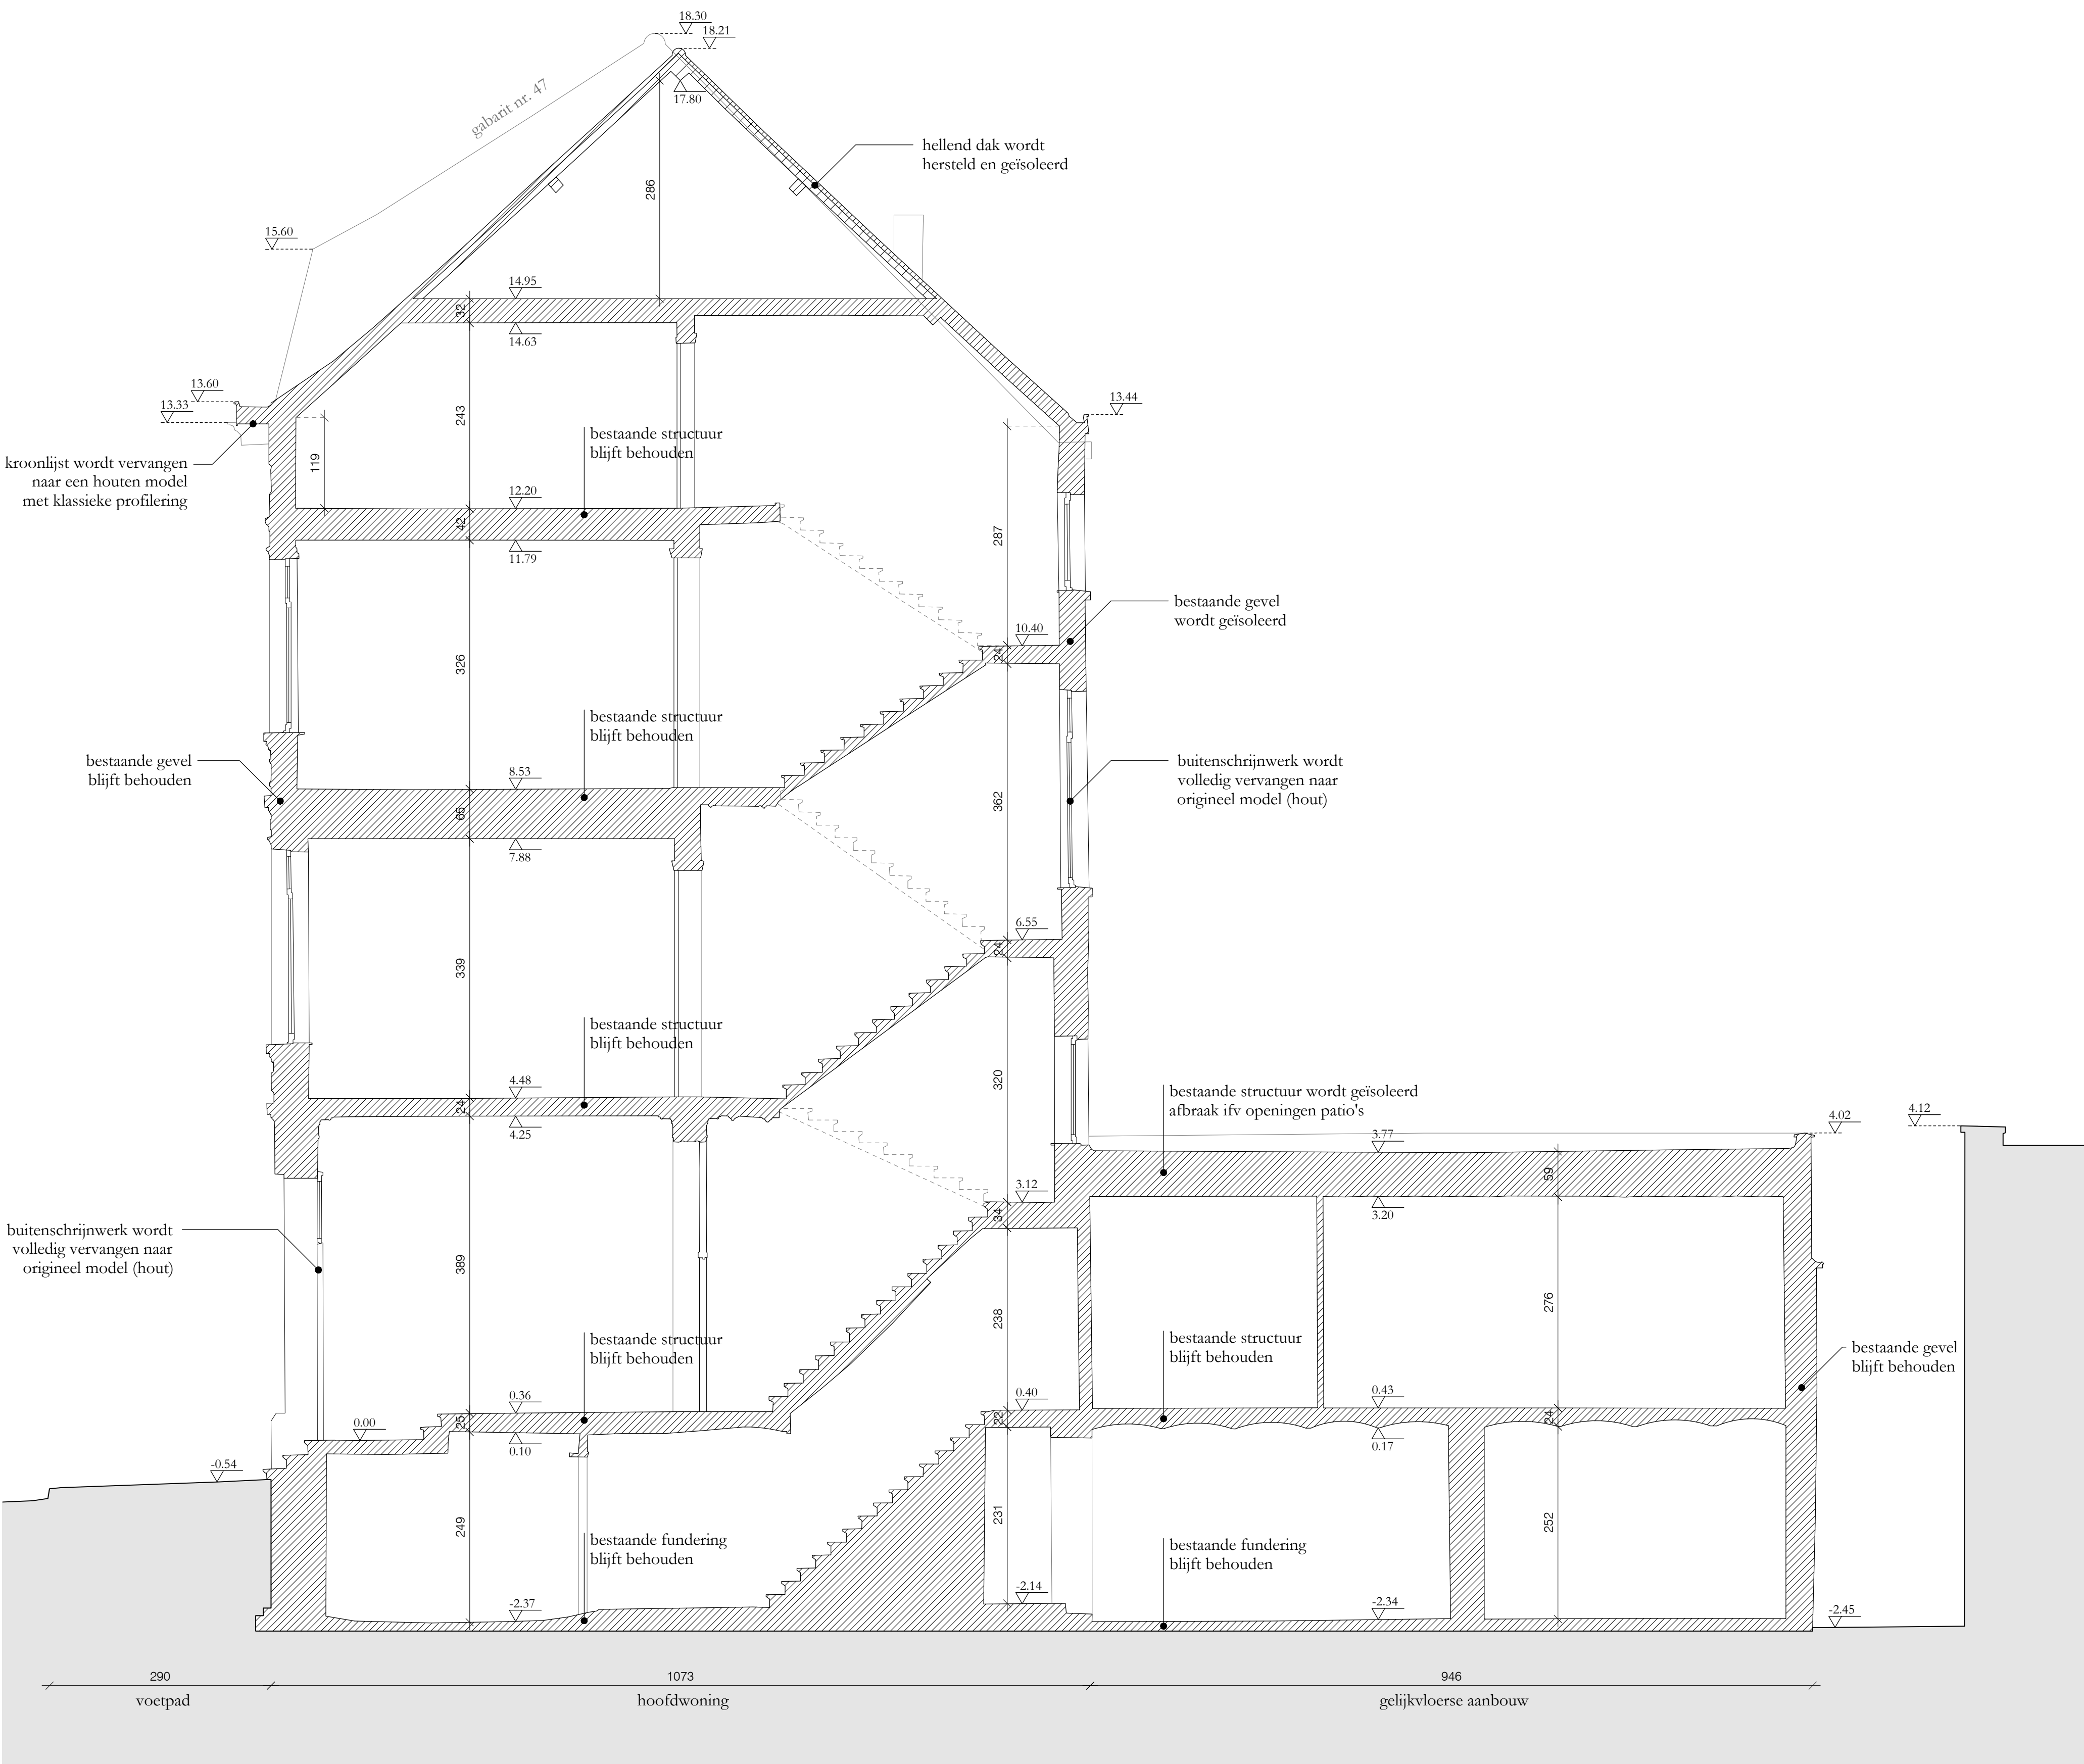 18.30
18.21
gabarit nr. 47
17.80
hellend dak wordt
hersteld en geïsoleerd
286
15.60
14.95
32
14.63
13.60
13.33
13.44
243
119
kroonlijst wordt vervangen
naar een houten model
met klassieke profilering
bestaande structuur
blijft behouden
12.20
42
11.79
287
bestaande gevel
wordt geïsoleerd
10.40
24
326
bestaande structuur
blijft behouden
bestaande gevel
blijft behouden
buitenschrijnwerk wordt
volledig vervangen naar
origineel model (hout)
8.53
65
7.88
362
6.55
24
339
bestaande structuur
blijft behouden
4.48
24
4.25
320
bestaande structuur wordt geïsoleerd
afbraak ifv openingen patio's
3.77
4.02
4.12
59
3.12
34
3.20
buitenschrijnwerk wordt
volledig vervangen naar
origineel model (hout)
389
238
276
bestaande structuur
blijft behouden
bestaande structuur
blijft behouden
bestaande gevel
blijft behouden
0.36
0.40
0.43
0.00
25
22
24
0.10
0.17
-0.54
249
231
252
bestaande fundering
blijft behouden
bestaande fundering
blijft behouden
-2.37
-2.14
-2.34
-2.45
290
1073
946
voetpad
hoofdwoning
gelijkvloerse aanbouw